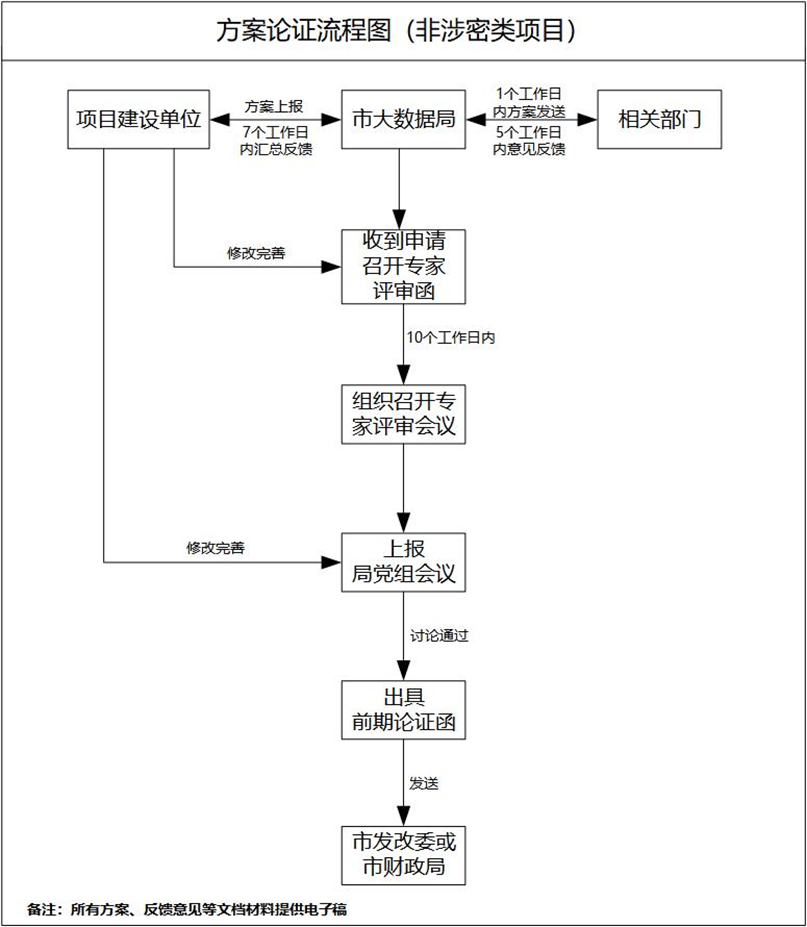 方案论证流程图（非涉密类项目）
项目建设单位
方案上报
7个工作日
内汇总反馈
市大数据局
1个工作日
内方案发送
5个工作日
内意见反馈
相关部门
修改完善
收到申请
召开专家
评审函
10个工作日内
组织召开专
家评审会议
修改完善
上报
局党组会议
讨论通过
出具
前期论证函
发送
市发改委或
市财政局
备注：所有方案、反馈意见等文档材料提供电子稿